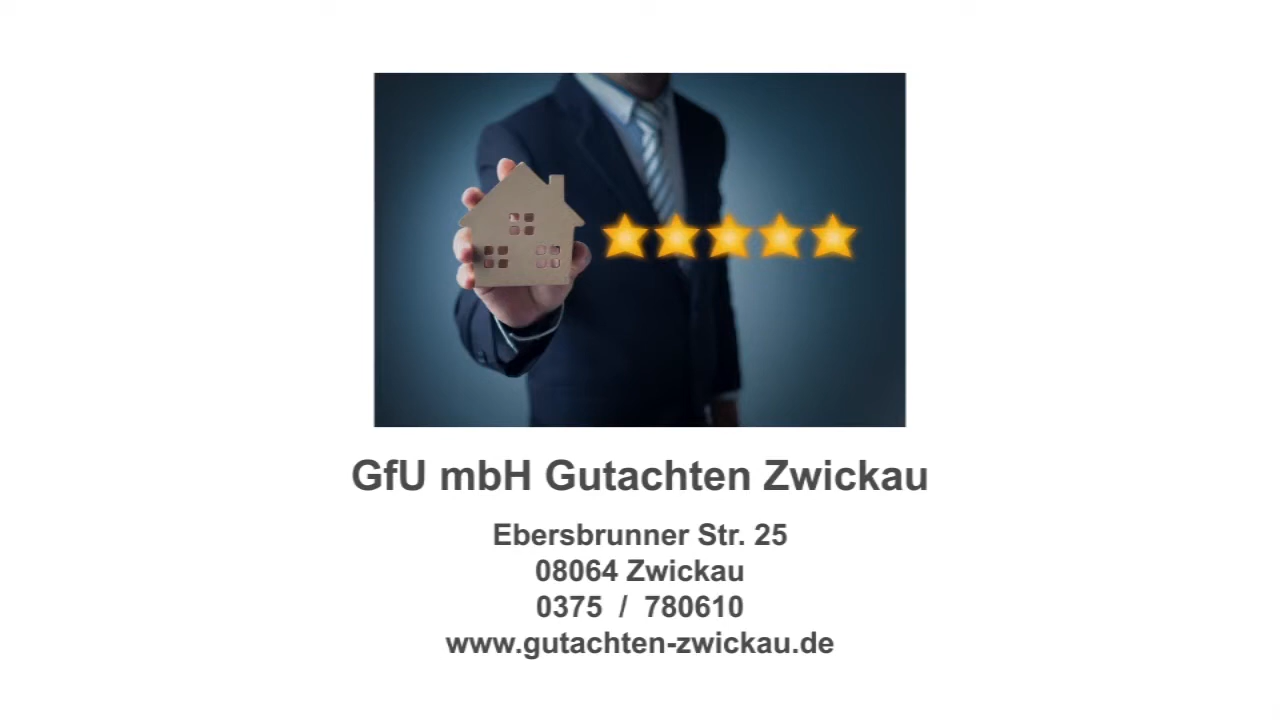 GfU mbH Gutachten Zwickau
Ebersbrunner Str. 25
08064 Zwickau
0375 / 780610
www.gutachten-zwickau.de